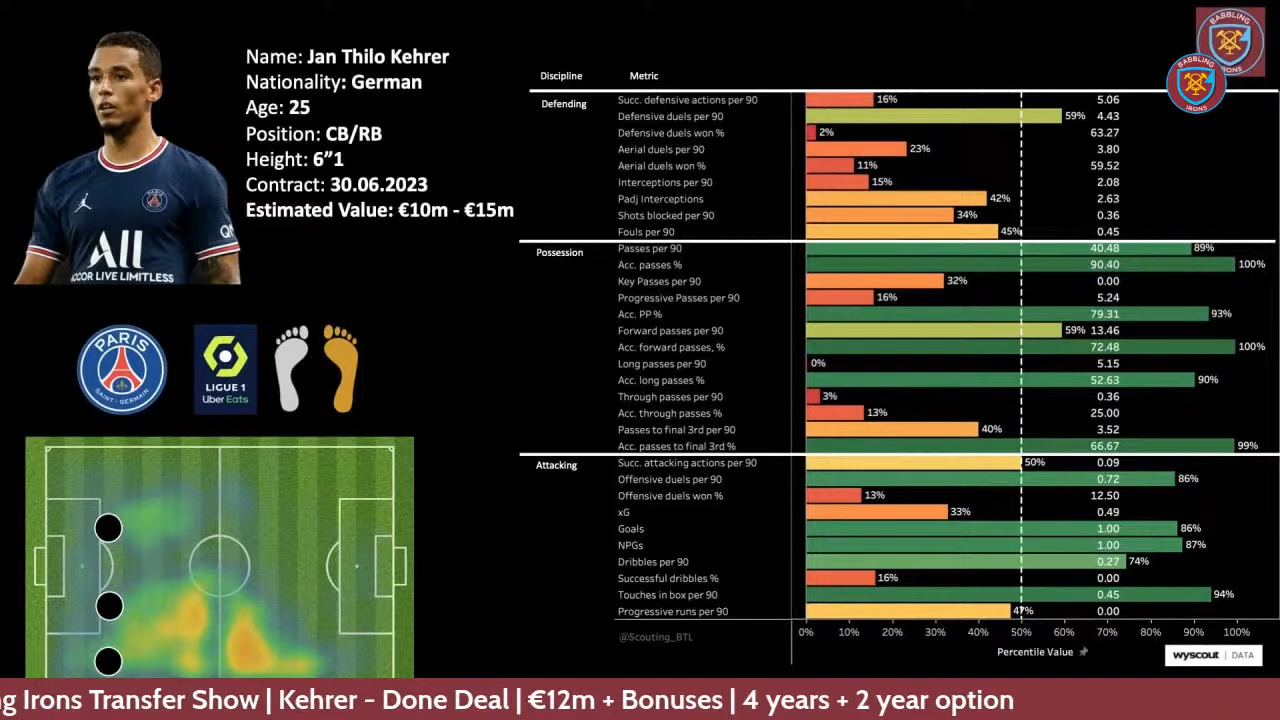 Name: Jan Thilo Kehrer
Nationality: German
Age: 25
Position: CB/RB
Height: 6”1
Contract: 30.06.2023
Estimated Value: €10m - €15m
All
ACCOR LIVE LIMITLESS
PARIS
SAINT-GERMAIN
LIGUE 1
Uber Eats
BABBLING
IRONS
BABBLING
IRONS
Discipline Metric
Defending Succ. defensive actions per 90 16% 5.06
Defensive duels per 90 59% 4.43
Defensive duels won % 2% 63.27
Aerial duels per 90 23% 3.80
Aerial duels won % 11% 59.52
Interceptions per 90 15% 2.08
Padj Interceptions 42% 2.63
Shots blocked per 90 34% 0.36
Fouls per 90 45% 0.45
Possession Passes per 90 40.48 89%
Acc. passes % 90.40 100%
Key Passes per 90 32% 0.00
Progressive Passes per 90 16% 5.24
Acc. PP % 79.31 93%
Forward passes per 90 59% 13.46
Acc. forward passes, % 72.48 100%
Long passes per 90 0% 5.15
Acc. long passes % 52.63 90%
Through passes per 90 3% 0.36
Acc. through passes % 13% 25.00
Passes to final 3rd per 90 40% 3.52
Acc. passes to final 3rd % 66.67 99%
Attacking Succ. attacking actions per 90 50% 0.09
Offensive duels per 90 0.72 86%
Offensive duels won % 13% 12.50
xG 33% 0.49
Goals 1.00 86%
NPGs 1.00 87%
Dribbles per 90 0.27 74%
Successful dribbles % 16% 0.00
Touches in box per 90 0.45 94%
Progressive runs per 90 47% 0.00
@Scouting_BTL 0% 10% 20% 30% 40% 50% 60% 70% 80% 90% 100%
Percentile Value
wyscout | DATA
g Irons Transfer Show | Kehrer - Done Deal | €12m + Bonuses | 4 years + 2 year option